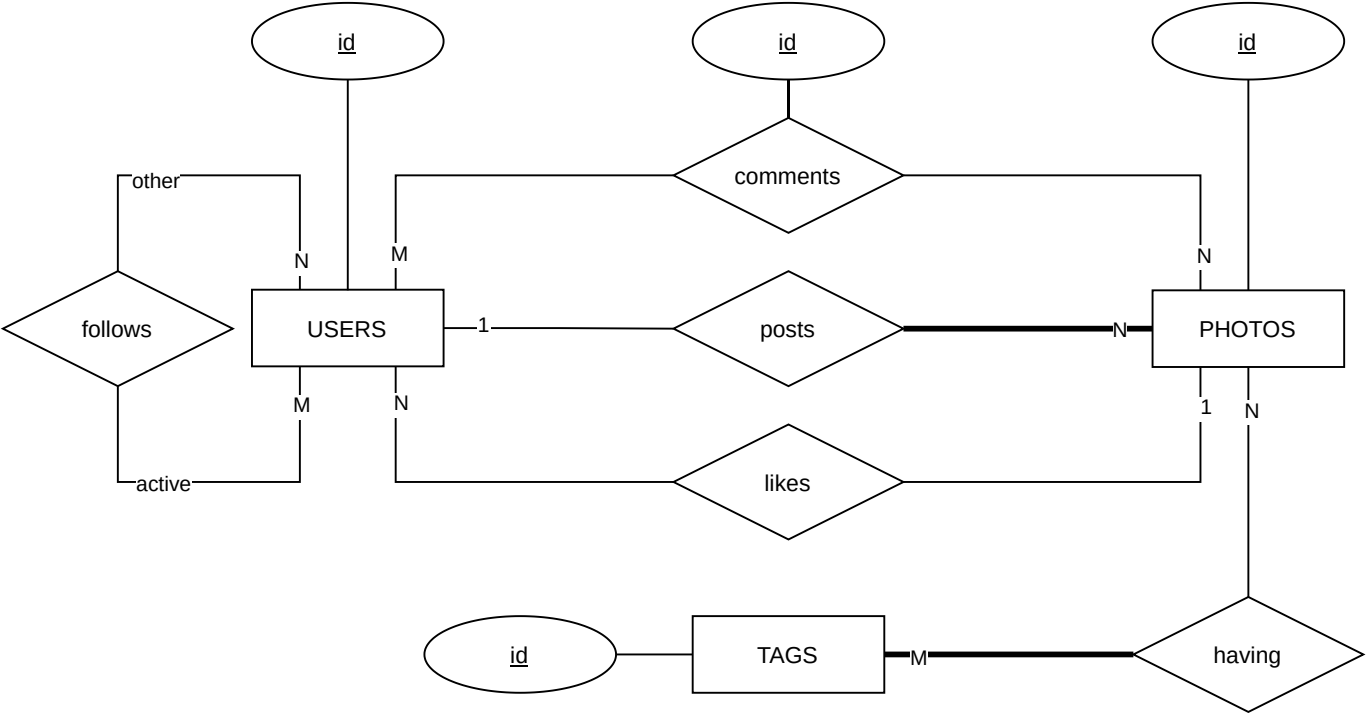 id
id
id
comments
other
N
M
N
follows
USERS
1
posts
N
PHOTOS
M
N
1
N
active
likes
id
TAGS
M
having